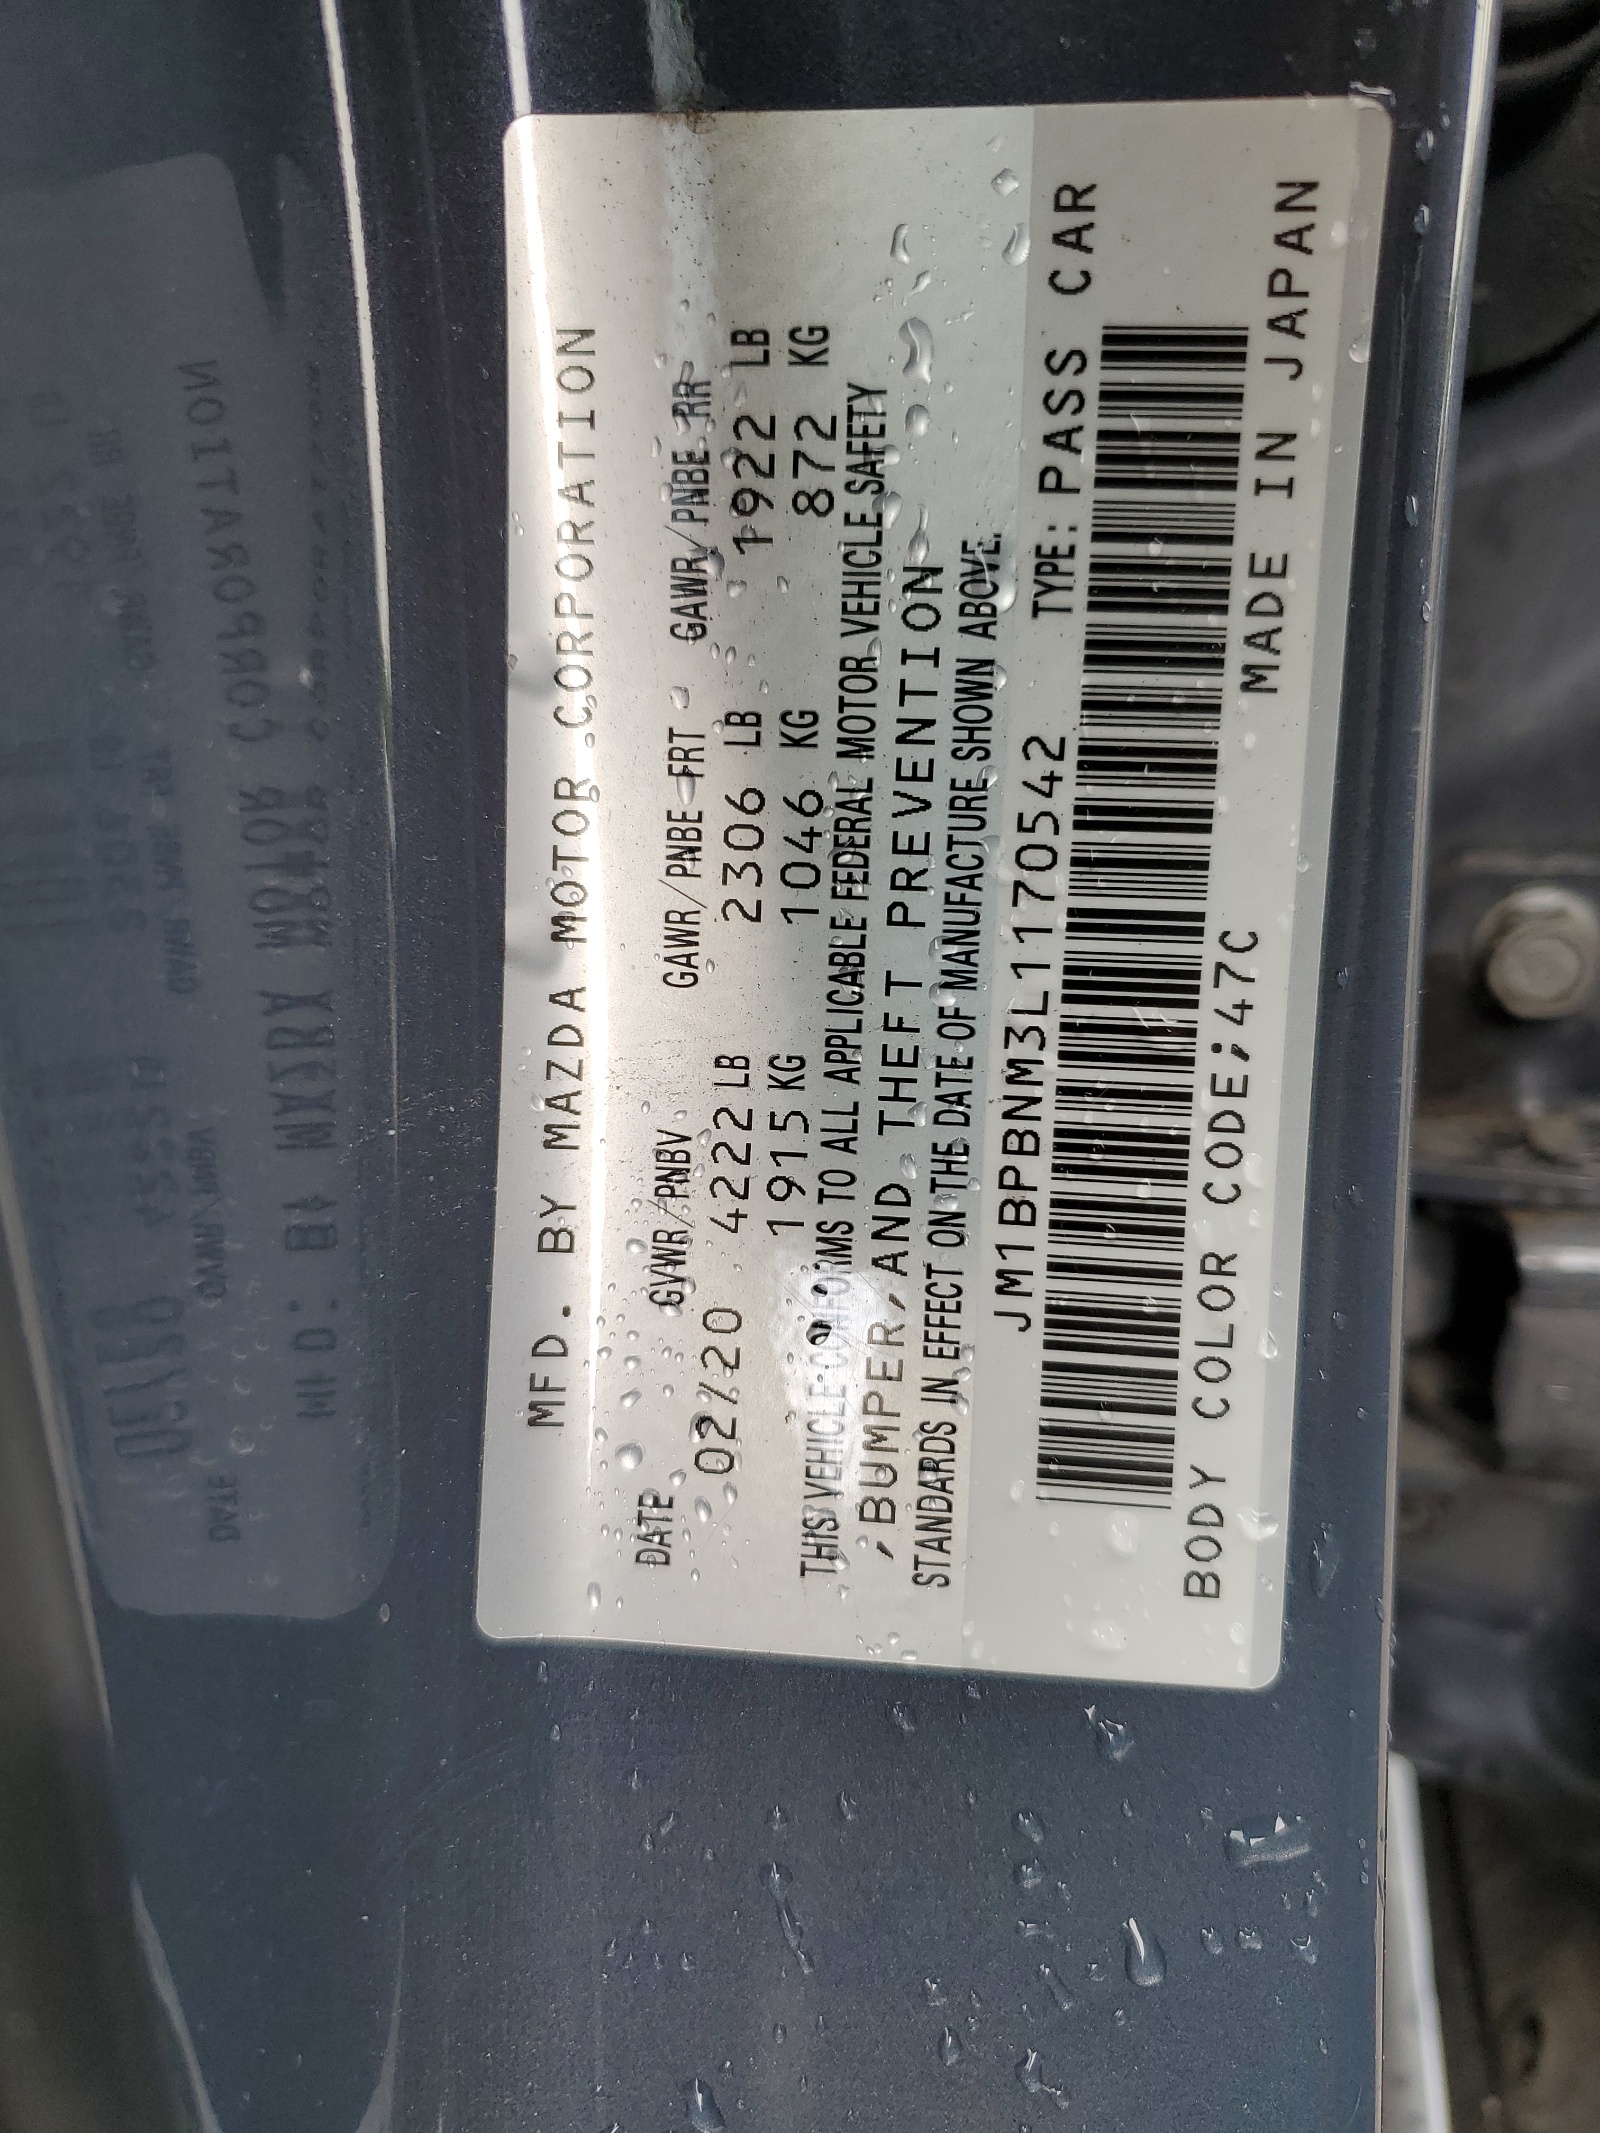 MFD. BY MAZDA MOTOR CORPORATION
DATE GVWR/PNBV GAWR/PNBE FRT GAWR/PNBE RR
02/20 4222 LB 2306 LB 1922 LB
1915 KG 1046 KG 872 KG
THIS VEHICLE CONFORMS TO ALL APPLICABLE FEDERAL MOTOR VEHICLE SAFETY
,BUMPER,AND THEFT PREVENTION
STANDARDS IN EFFECT ON THE DATE OF MANUFACTURE SHOWN ABOVE.
JM1BPBNM3L1170542 TYPE: PASS CAR
BODY COLOR CODE;47C MADE IN JAPAN